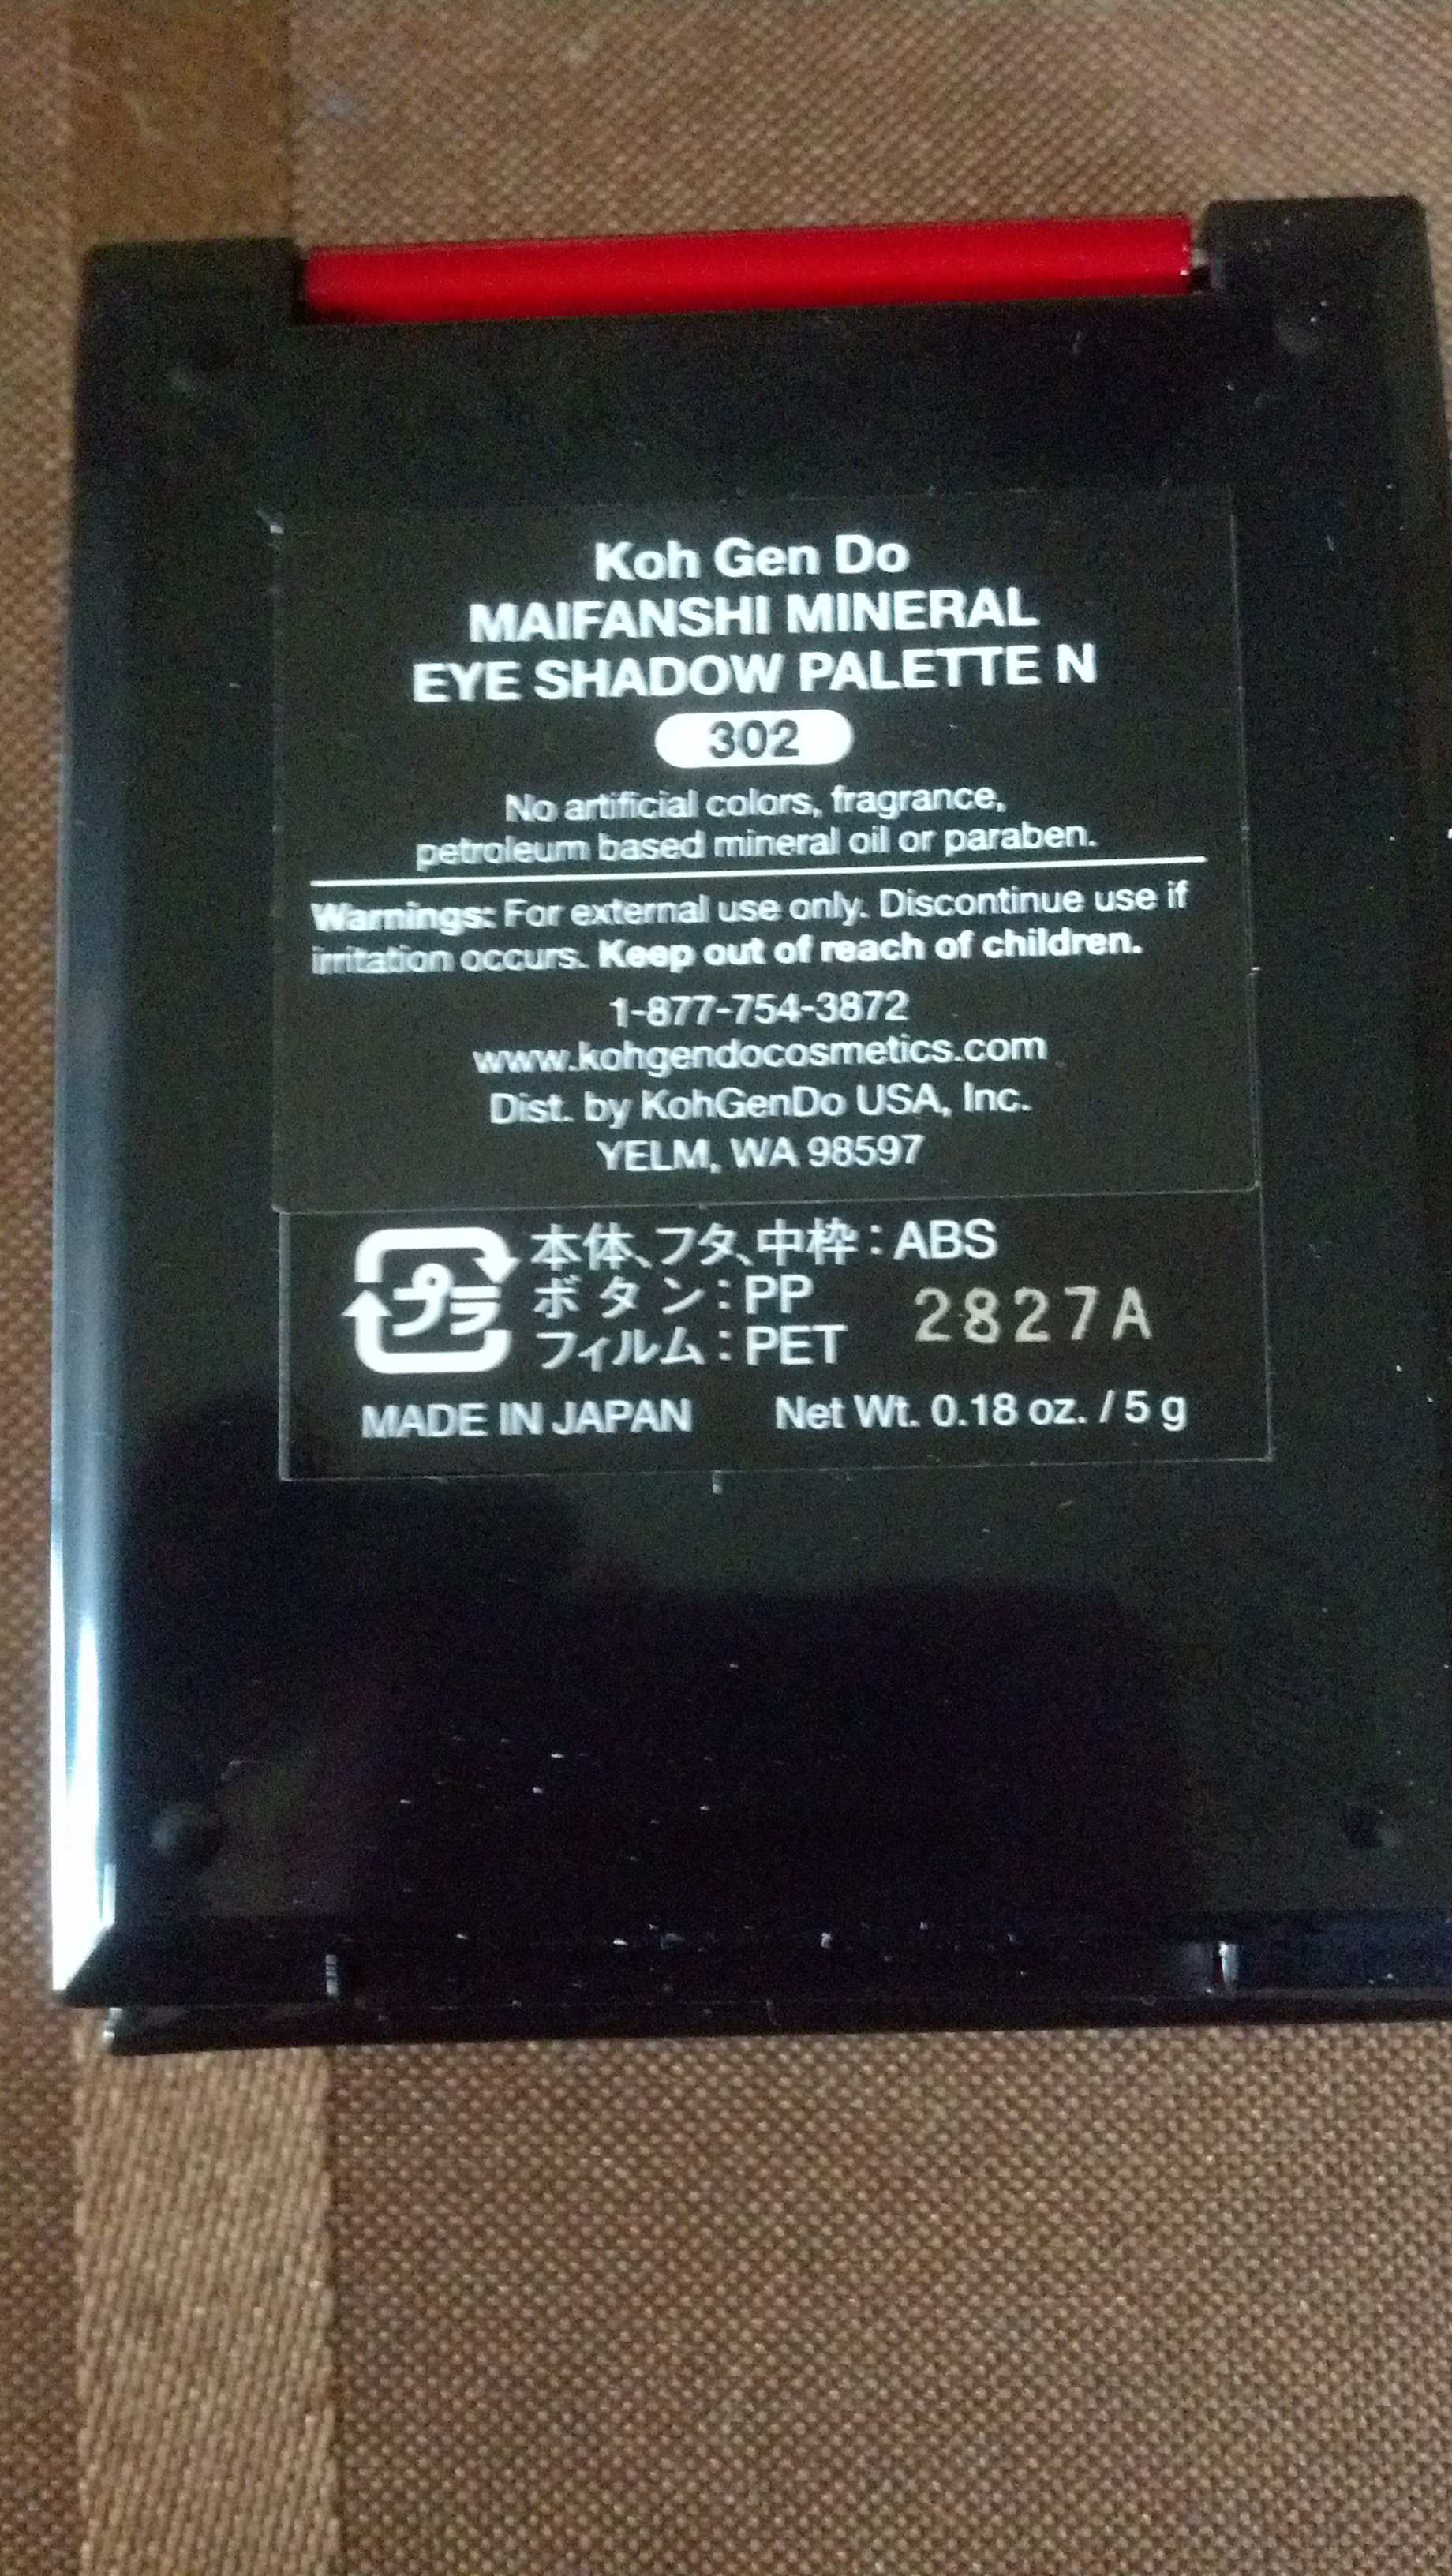 Koh Gen Do
MAIFANSHI MINERAL
EYE SHADOW PALETTE N
302
No artificial colors, fragrance,
petroleum based mineral oil or paraben.
Warnings: For external use only. Discontinue use if
irritation occurs. Keep out of reach of children.
1-877-754-3872
www.kohgendocosmetics.com
Dist. by KohGenDo USA, Inc.
YELM, WA 98597
プラ
本体、フタ、中枠：ABS
ボタン：PP
フィルム：PET
2827A
MADE IN JAPAN Net Wt. 0.18 oz. / 5 g